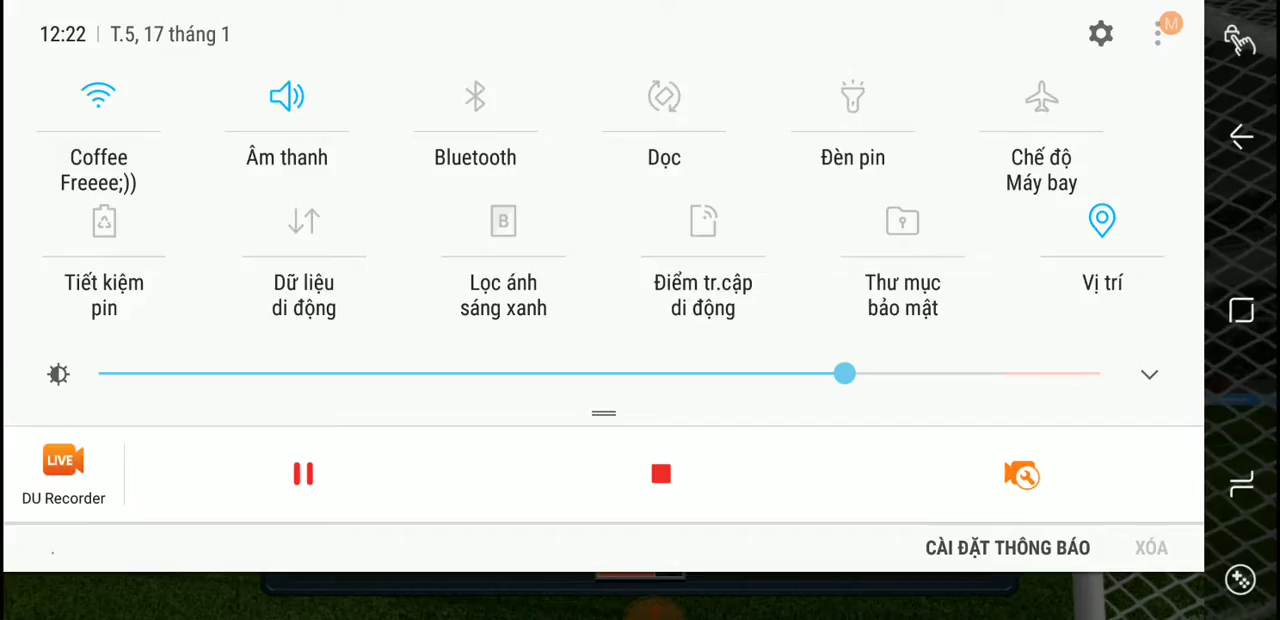 12:22 | T.5, 17 tháng 1
M
Coffee
Freeee;))
Âm thanh
Bluetooth
Dọc
Đèn pin
Chế độ
Máy bay
B
Tiết kiệm
pin
Dữ liệu
di động
Lọc ánh
sáng xanh
Điểm tr.cập
di động
Thư mục
bảo mật
Vị trí
LIVE
DU Recorder
CÀI ĐẶT THÔNG BÁO
XÓA